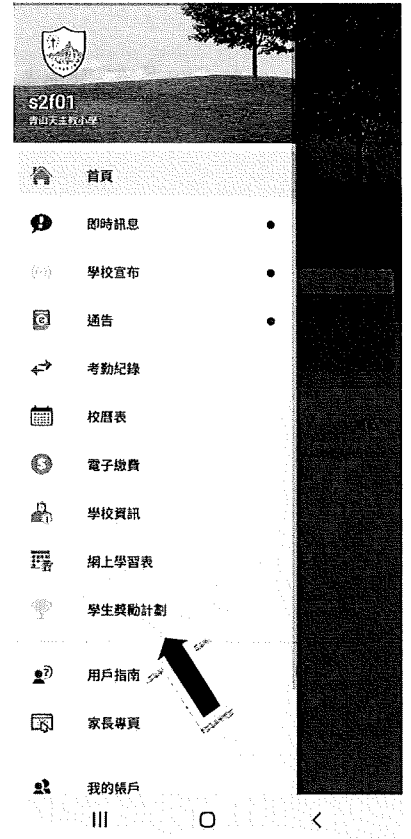 s2f01
青山天主教小學
首頁
即時訊息
學校宣布
通告
考勤紀錄
校曆表
電子繳費
學校資訊
網上學習表
學生獎勵計劃
用戶指南
家長專頁
我的帳戶